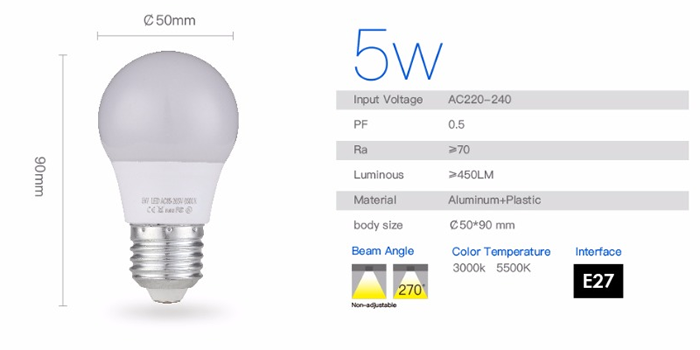 ₵50mm
90mm
5W
Input Voltage AC220-240
PF 0.5
Ra ≥70
Luminous ≥450LM
Material Aluminum+Plastic
body size ₵50*90 mm
Beam Angle Color Temperature Interface
3000k 5500K
270°
E27
Non-adjustable